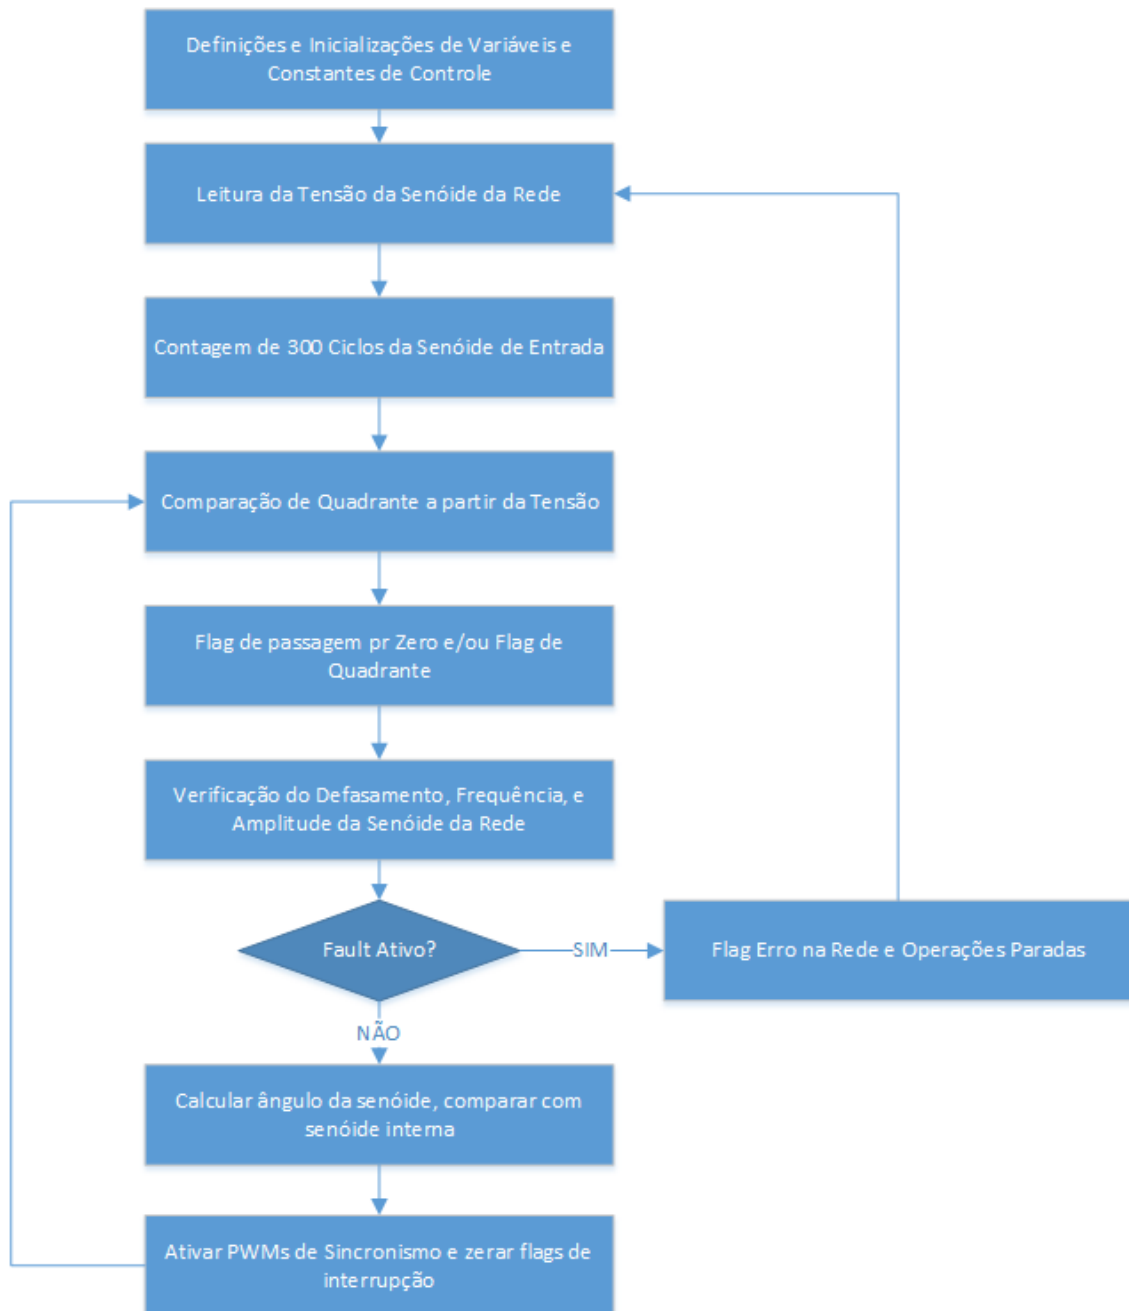 Definições e Inicializações de Variáveis e
Constantes de Controle
Leitura da Tensão da Senóide da Rede
Contagem de 300 Ciclos da Senóide de Entrada
Comparação de Quadrante a partir da Tensão
Flag de passagem pr Zero e/ou Flag de
Quadrante
Verificação do Defasamento, Frequência, e
Amplitude da Senóide da Rede
Fault Ativo?
SIM
Flag Erro na Rede e Operações Paradas
NÃO
Calcular ângulo da senóide, comparar com
senóide interna
Ativar PWMs de Sincronismo e zerar flags de
interrupção